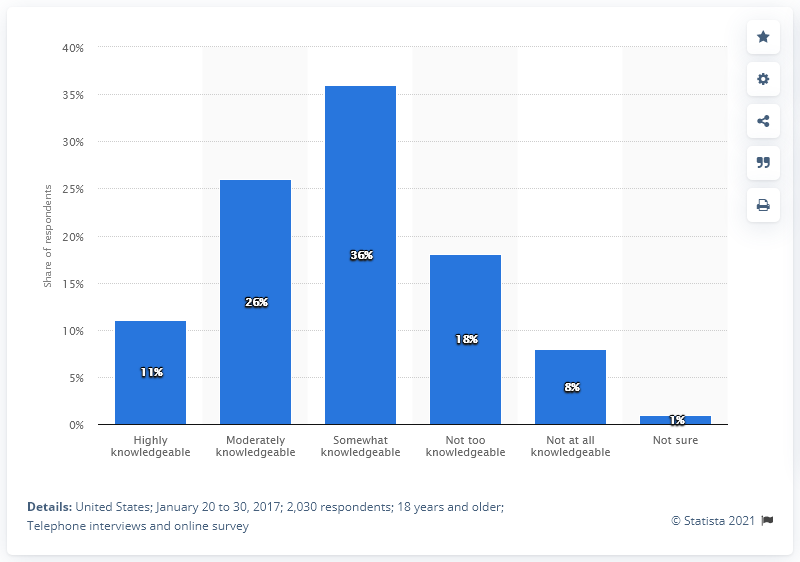 40%
35%
30%
25%
20%
15%
10%
5%
0%
Share of respondents
11%
26%
36%
18%
8%
1%
Highly
knowledgeable
Moderately
knowledgeable
Somewhat
knowledgeable
Not too
knowledgeable
Not at all
knowledgeable
Not sure
Details: United States; January 20 to 30, 2017; 2,030 respondents; 18 years and older;
Telephone interviews and online survey
© Statista 2021